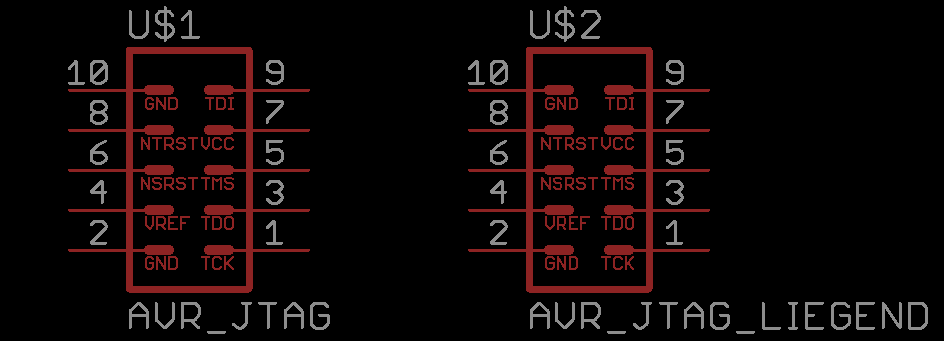 U$1 U$2
10 9 10 9
GND TDI GND TDI
8 7 8 7
NTRST VCC NTRST VCC
6 5 6 5
NSRST TMS NSRST TMS
4 3 4 3
VREF TDO VREF TDO
2 1 2 1
GND TCK GND TCK
AVR_JTAG AVR_JTAG_LIEGEND